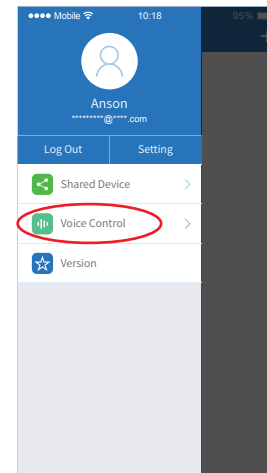 Mobile 10:18 95%
Anson
*********@****.com
Log Out Setting
Shared Device
Voice Control
Version